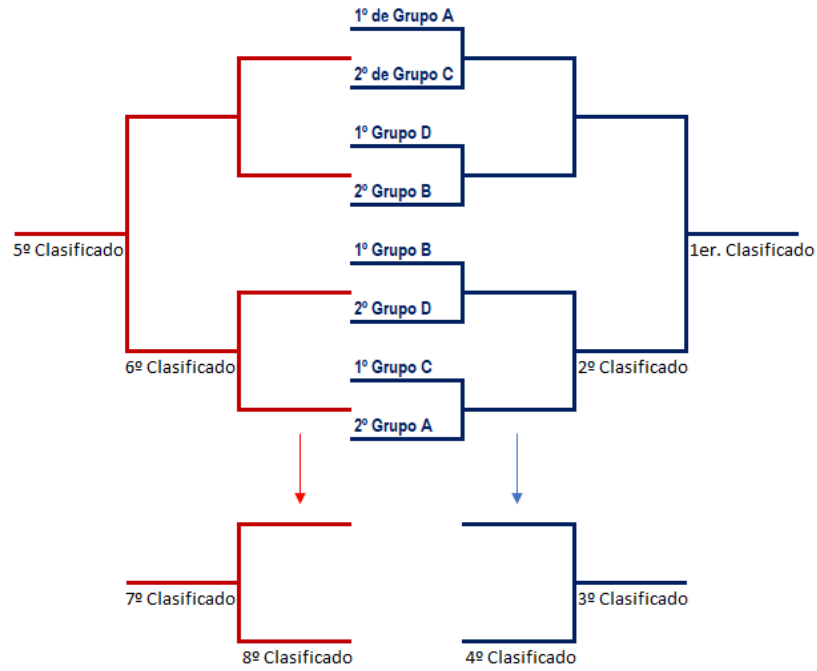 1º de Grupo A
2º de Grupo C
1º Grupo D
2º Grupo B
5º Clasificado
1º Grupo B
1er. Clasificado
2º Grupo D
6º Clasificado
1º Grupo C
2º Clasificado
2º Grupo A
7º Clasificado
3º Clasificado
8º Clasificado
4º Clasificado